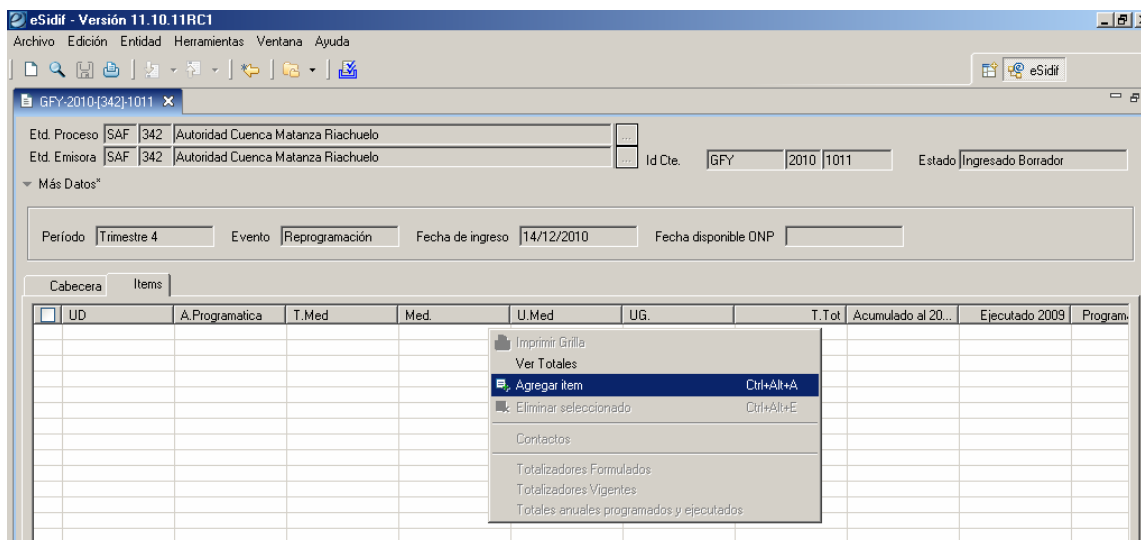 eSidif - Versión 11.10.11RC1
Archivo Edición Entidad Herramientas Ventana Ayuda
eSidif
GFY-2010-[342]-1011
Etd. Proceso SAF 342 Autoridad Cuenca Matanza Riachuelo ...
Etd. Emisora SAF 342 Autoridad Cuenca Matanza Riachuelo ... Id Cte. GFY 2010 1011 Estado Ingresado Borrador
Más Datos*
Período Trimestre 4 Evento Reprogramación Fecha de ingreso 14/12/2010 Fecha disponible ONP
Cabecera Items
UD A.Programatica T.Med Med. U.Med UG. T.Tot Acumulado al 20... Ejecutado 2009
Imprimir Grilla
Ver Totales
Agregar item Ctrl+Alt+A
Eliminar seleccionado Ctrl+Alt+E
Contactos
Totalizadores Formulados
Totalizadores Vigentes
Totales anuales programados y ejecutados